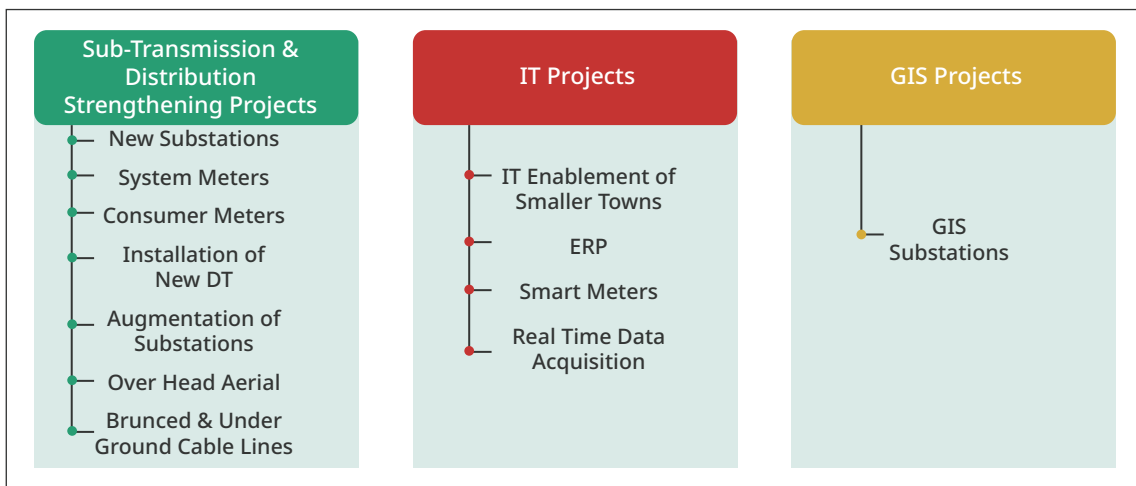 Sub-Transmission &
Distribution
Strengthening Projects
New Substations
System Meters
Consumer Meters
Installation of
New DT
Augmentation of
Substations
Over Head Aerial
Brunced & Under
Ground Cable Lines
IT Projects
IT Enablement of
Smaller Towns
ERP
Smart Meters
Real Time Data
Acquisition
GIS Projects
GIS
Substations